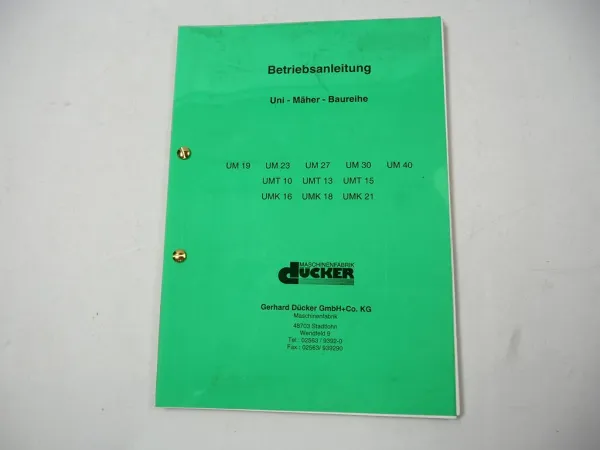 Betriebsanleitung
Uni - Mäher - Baureihe
UM 19 UM 23 UM 27 UM 30 UM 40
UMT 10 UMT 13 UMT 15
UMK 16 UMK 18 UMK 21
MASCHINENFABRIK
dücker
Gerhard Dücker GmbH+Co. KG
Maschinenfabrik
48703 Stadtlohn
Wendfeld 9
Tel.: 02563 / 9392-0
Fax.: 02563/ 939290